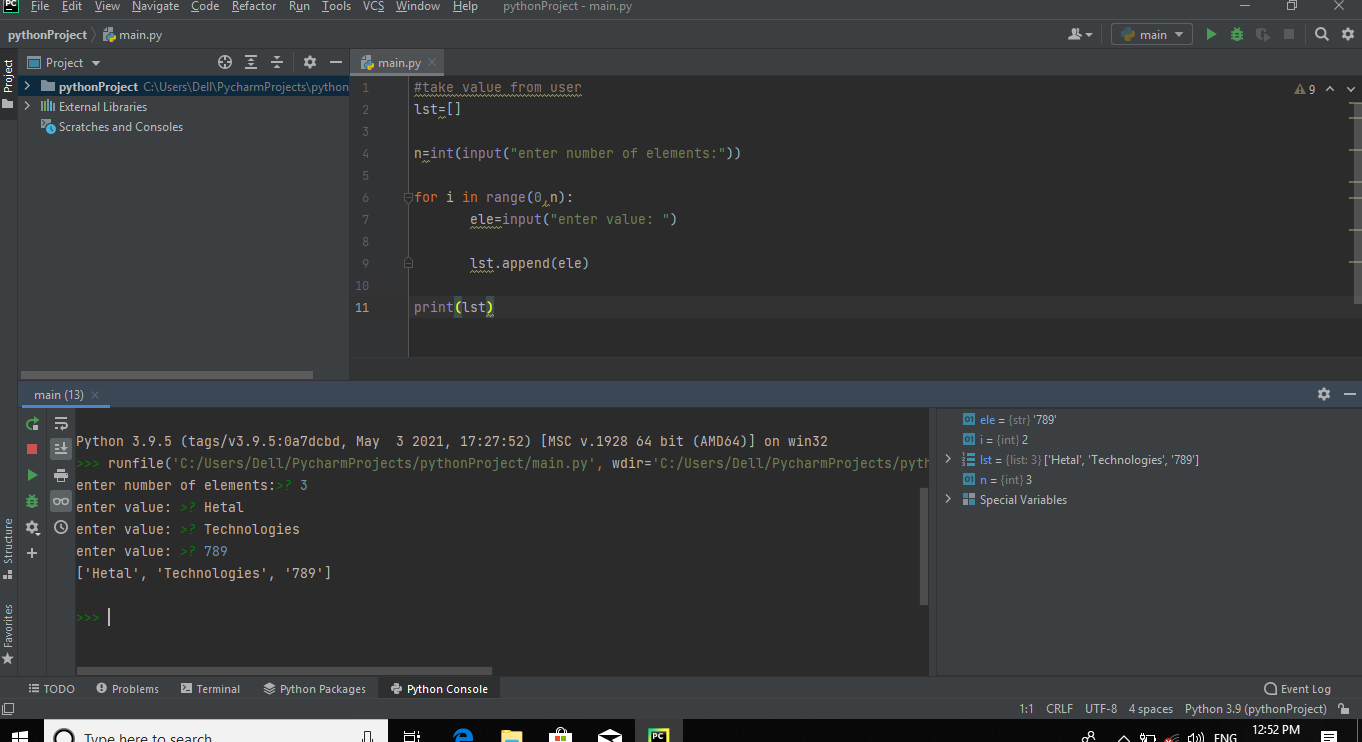 PC File Edit View Navigate Code Refactor Run Tools VCS Window Help pythonProject - main.py
pythonProject main.py main
Project
Project
main.py
pythonProject C:\Users\Dell\PycharmProjects\python
External Libraries
Scratches and Consoles
9
1 #take value from user
2 lst=[]
3
4 n=int(input("enter number of elements:"))
5
6 for i in range(0,n):
7 ele=input("enter value: ")
8
9 lst.append(ele)
10
11 print(lst)
main (13)
Python 3.9.5 (tags/v3.9.5:0a7dcbd, May  3 2021, 17:27:52) [MSC v.1928 64 bit (AMD64)] on win32
>>> runfile('C:/Users/Dell/PycharmProjects/pythonProject/main.py', wdir='C:/Users/Dell/PycharmProjects/pyth
enter number of elements:>? 3
enter value: >? Hetal
enter value: >? Technologies
enter value: >? 789
['Hetal', 'Technologies', '789']
>>>
ele = {str} '789'
i = {int} 2
lst = {list: 3} ['Hetal', 'Technologies', '789']
n = {int} 3
Special Variables
Structure
Favorites
TODO Problems Terminal Python Packages Python Console Event Log
1:1 CRLF UTF-8 4 spaces Python 3.9 (pythonProject)
Type here to search PC ENG 12:52 PM